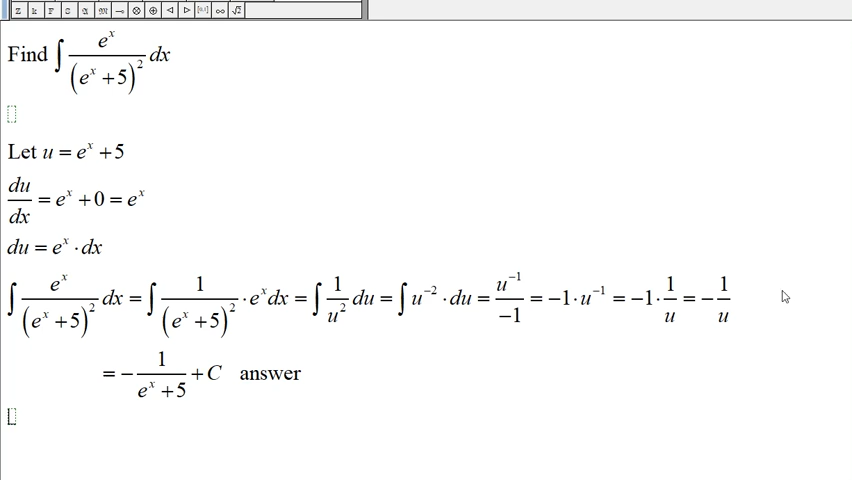 Find ∫ e^x / (e^x + 5)^2 dx
Let u = e^x + 5
du/dx = e^x + 0 = e^x
du = e^x · dx
∫ e^x / (e^x + 5)^2 dx = ∫ 1 / (e^x + 5)^2 · e^x dx = ∫ 1/u^2 du = ∫ u^−2 · du = u^−1 / −1 = −1 · u^−1 = −1 · 1/u = − 1/u
= − 1 / (e^x + 5) + C answer